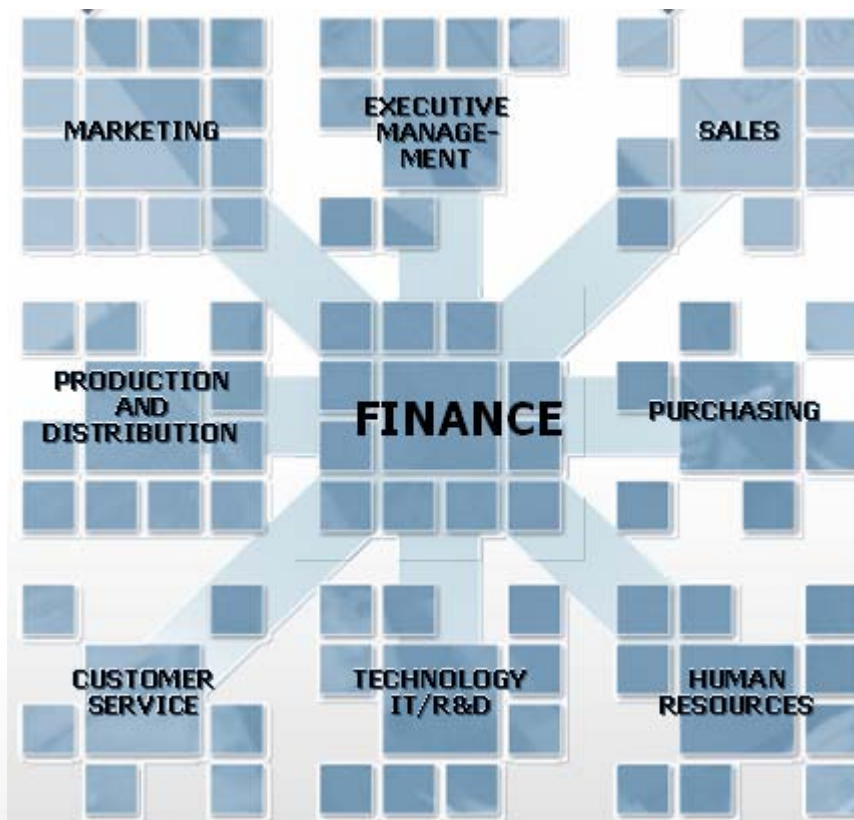 MARKETING
EXECUTIVE
MANAGE-
MENT
SALES
PRODUCTION
AND
DISTRIBUTION
FINANCE
PURCHASING
CUSTOMER
SERVICE
TECHNOLOGY
IT/R&D
HUMAN
RESOURCES